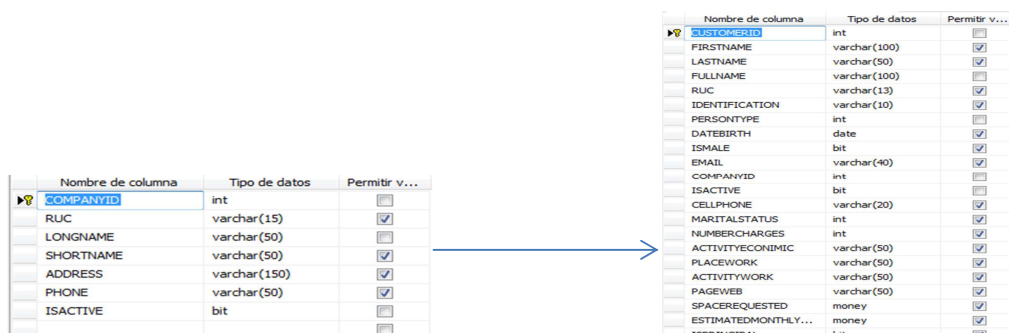 Nombre de columna Tipo de datos Permitir v...
COMPANYID int
RUC varchar(15)
LONGNAME varchar(50)
SHORTNAME varchar(50)
ADDRESS varchar(150)
PHONE varchar(50)
ISACTIVE bit
Nombre de columna Tipo de datos Permitir v...
CUSTOMERID int
FIRSTNAME varchar(100)
LASTNAME varchar(50)
FULLNAME varchar(100)
RUC varchar(13)
IDENTIFICATION varchar(10)
PERSONTYPE int
DATEBIRTH date
ISMALE bit
EMAIL varchar(40)
COMPANYID int
ISACTIVE bit
CELLPHONE varchar(20)
MARITALSTATUS int
NUMBERCHARGES int
ACTIVITYECONIMIC varchar(50)
PLACEWORK varchar(50)
ACTIVITYWORK varchar(50)
PAGEWEB varchar(50)
SPACEREQUESTED money
ESTIMATEDMONTHLY... money